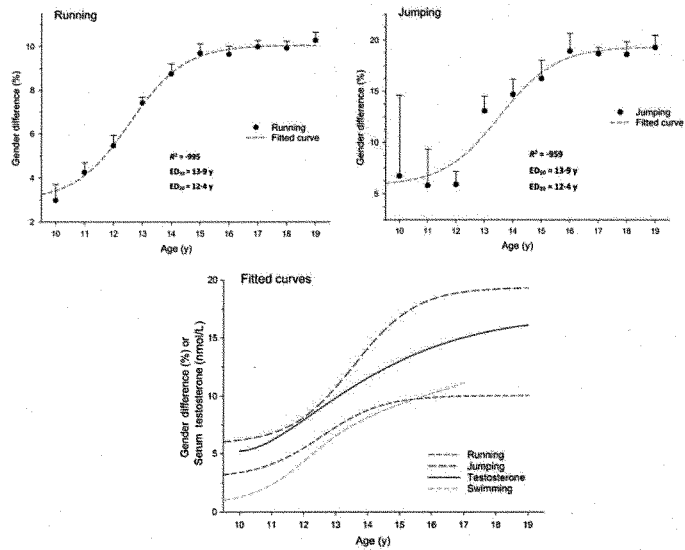 Running
Gender difference (%)
10
8
6
4
2
Running
Fitted curve
R² = -995
ED₅₀ = 13-9 y
ED₂₀ = 12-4 y
10 11 12 13 14 15 16 17 18 19
Age (y)
Jumping
Gender difference (%)
20
15
10
5
Jumping
Fitted curve
R² = -959
ED₅₀ = 13-9 y
ED₂₀ = 12-4 y
10 11 12 13 14 15 16 17 18 19
Age (y)
Fitted curves
Gender difference (%) or
Serum testosterone (nmol/L)
20
15
10
5
0
Running
Jumping
Testosterone
Swimming
10 11 12 13 14 15 16 17 18 19
Age (y)